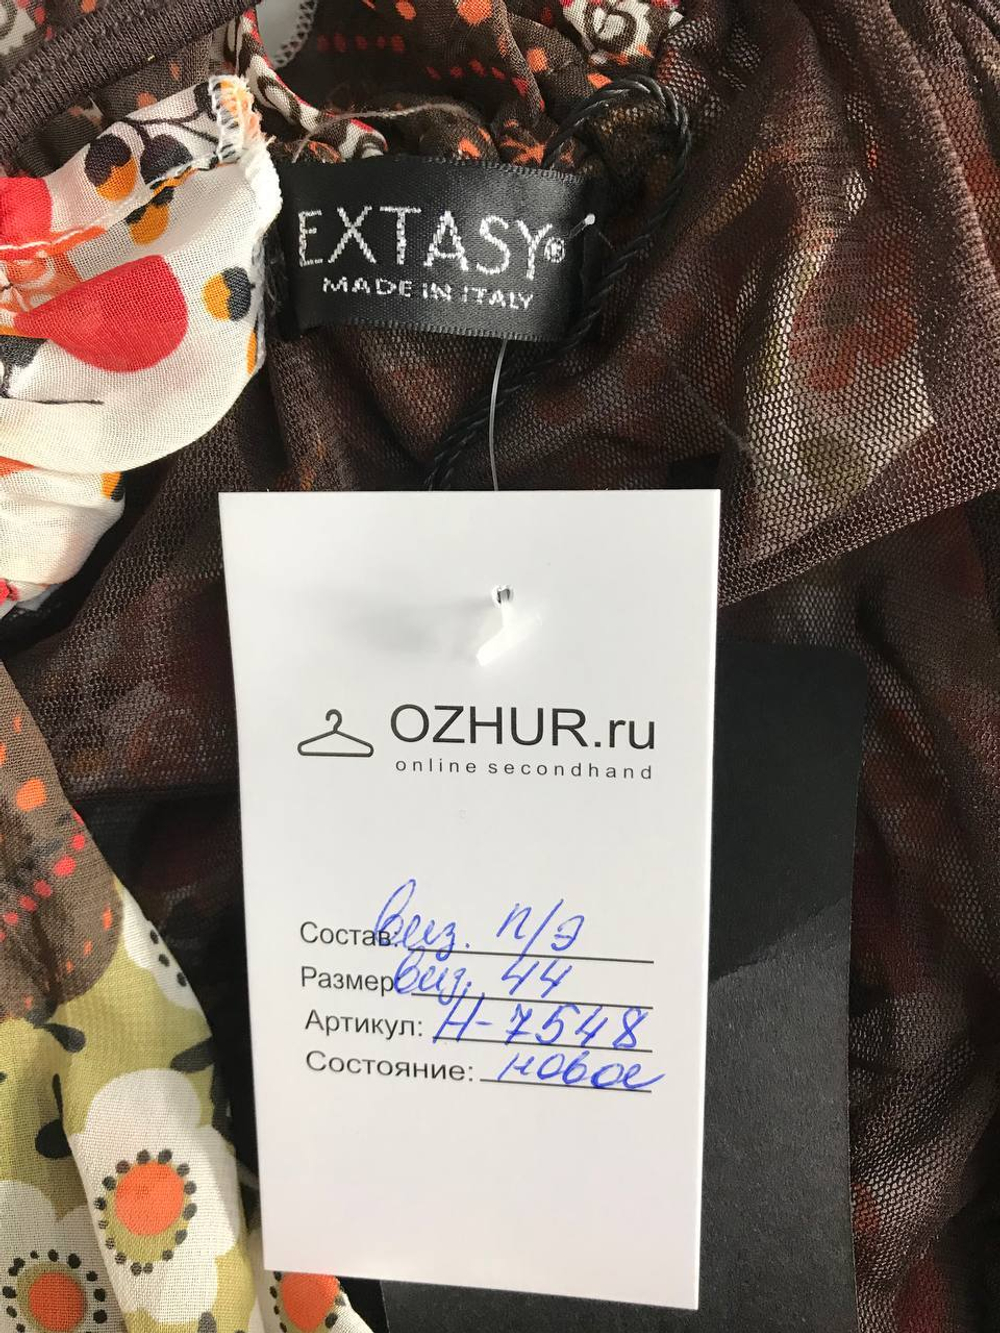 EXTASY®
MADE IN ITALY
OZHUR.ru
online secondhand
Состав: виз. п/э
Размер: виз. 44
Артикул: Н-7548
Состояние: новое